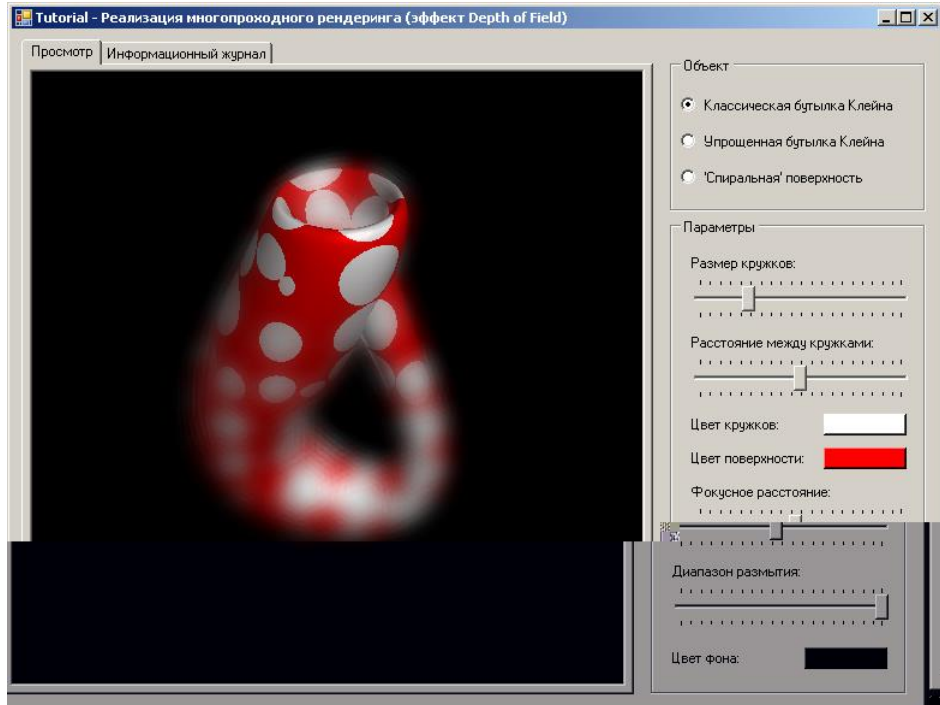 Tutorial - Реализация многопроходного рендеринга (эффект Depth of Field)
Просмотр
Информационный журнал
Объект
Классическая бутылка Клейна
Упрощенная бутылка Клейна
'Спиральная' поверхность
Параметры
Размер кружков:
Расстояние между кружками:
Цвет кружков:
Цвет поверхности:
Фокусное расстояние:
Диапазон размытия:
Цвет фона: